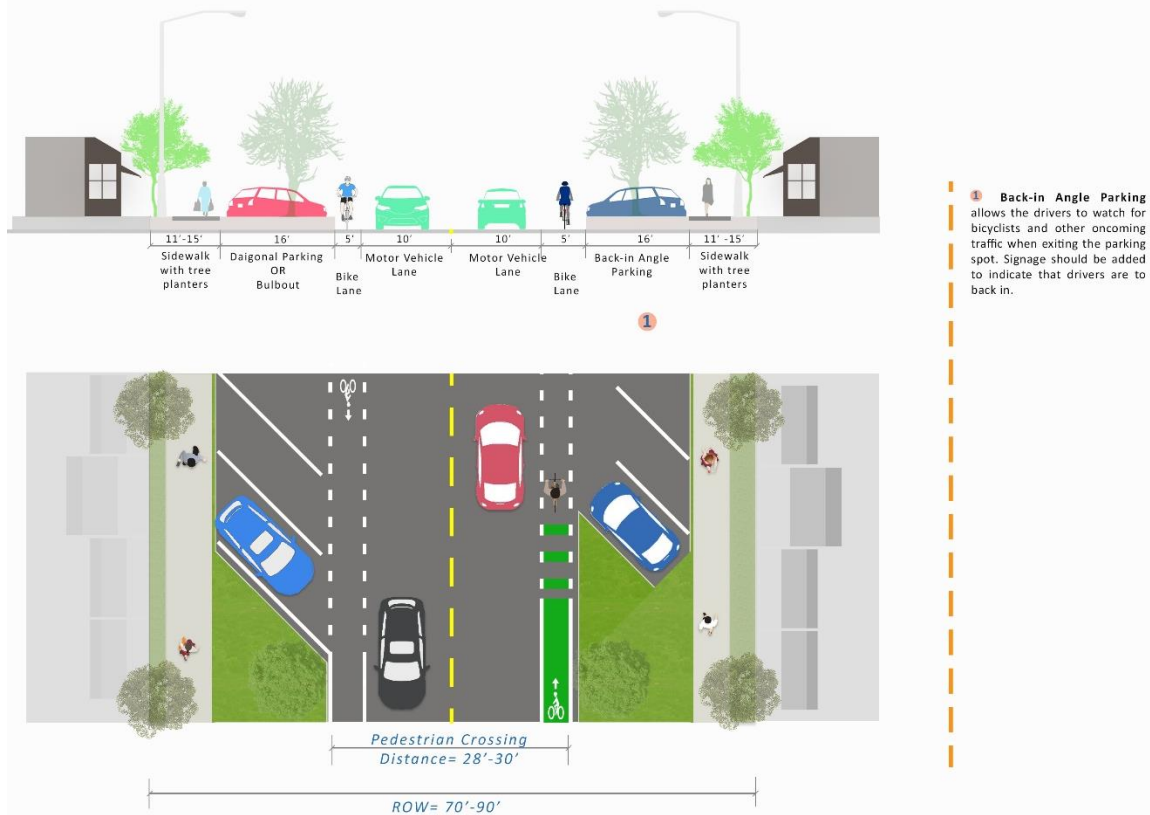 11'-15'
Sidewalk
with tree
planters
16'
Daigonal Parking
OR
Bulbout
5'
Bike
Lane
10'
Motor Vehicle
Lane
10'
Motor Vehicle
Lane
5'
Bike
Lane
16'
Back-in Angle
Parking
11' -15'
Sidewalk
with tree
planters
1
1 Back-in Angle Parking
allows the drivers to watch for
bicyclists and other oncoming
traffic when exiting the parking
spot. Signage should be added
to indicate that drivers are to
back in.
Pedestrian Crossing
Distance= 28'-30'
ROW= 70'-90'